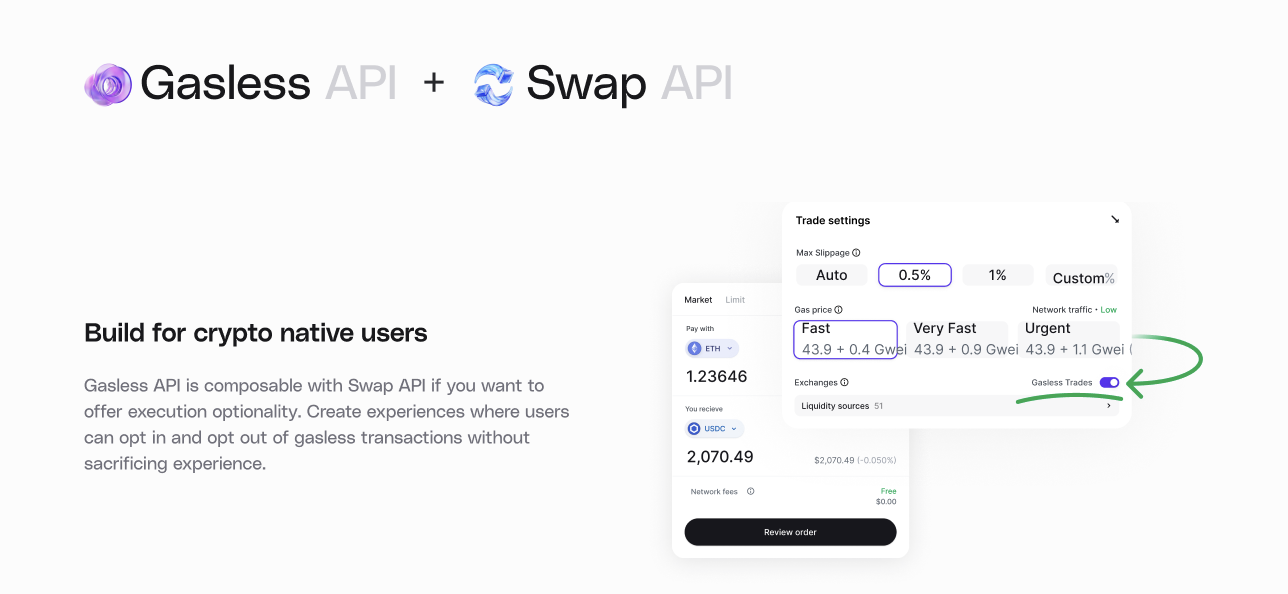 Gasless API + Swap API
Build for crypto native users
Gasless API is composable with Swap API if you want to
offer execution optionality. Create experiences where users
can opt in and opt out of gasless transactions without
sacrificing experience.
Trade settings
Max Slippage
Auto 0.5% 1% Custom%
Gas price Network traffic • Low
Fast Very Fast Urgent
43.9 + 0.4 Gwei 43.9 + 0.9 Gwei 43.9 + 1.1 Gwei (
Exchanges Gasless Trades
Liquidity sources 51
Market Limit
Pay with
ETH
1.23646
You recieve
USDC
2,070.49 $2,070.49 (-0.050%)
Network fees Free
$0.00
Review order